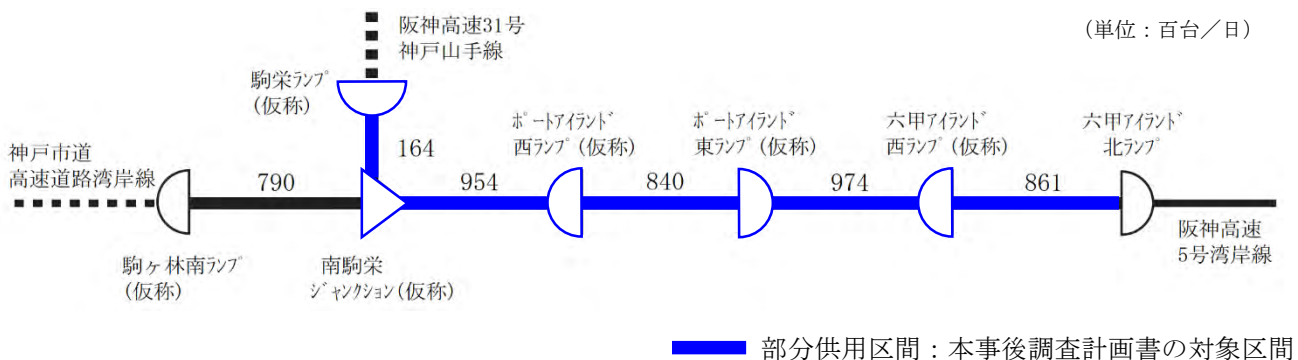 阪神高速31号
神戸山手線
(単位：百台／日)
駒栄ランプ
(仮称)
ポートアイランド
西ランプ(仮称)
ポートアイランド
東ランプ(仮称)
六甲アイランド
西ランプ(仮称)
六甲アイランド
北ランプ
神戸市道
高速道路湾岸線
164
790
954
840
974
861
駒ヶ林南ランプ
(仮称)
南駒栄
ジャンクション(仮称)
阪神高速
5号湾岸線
部分供用区間：本事後調査計画書の対象区間